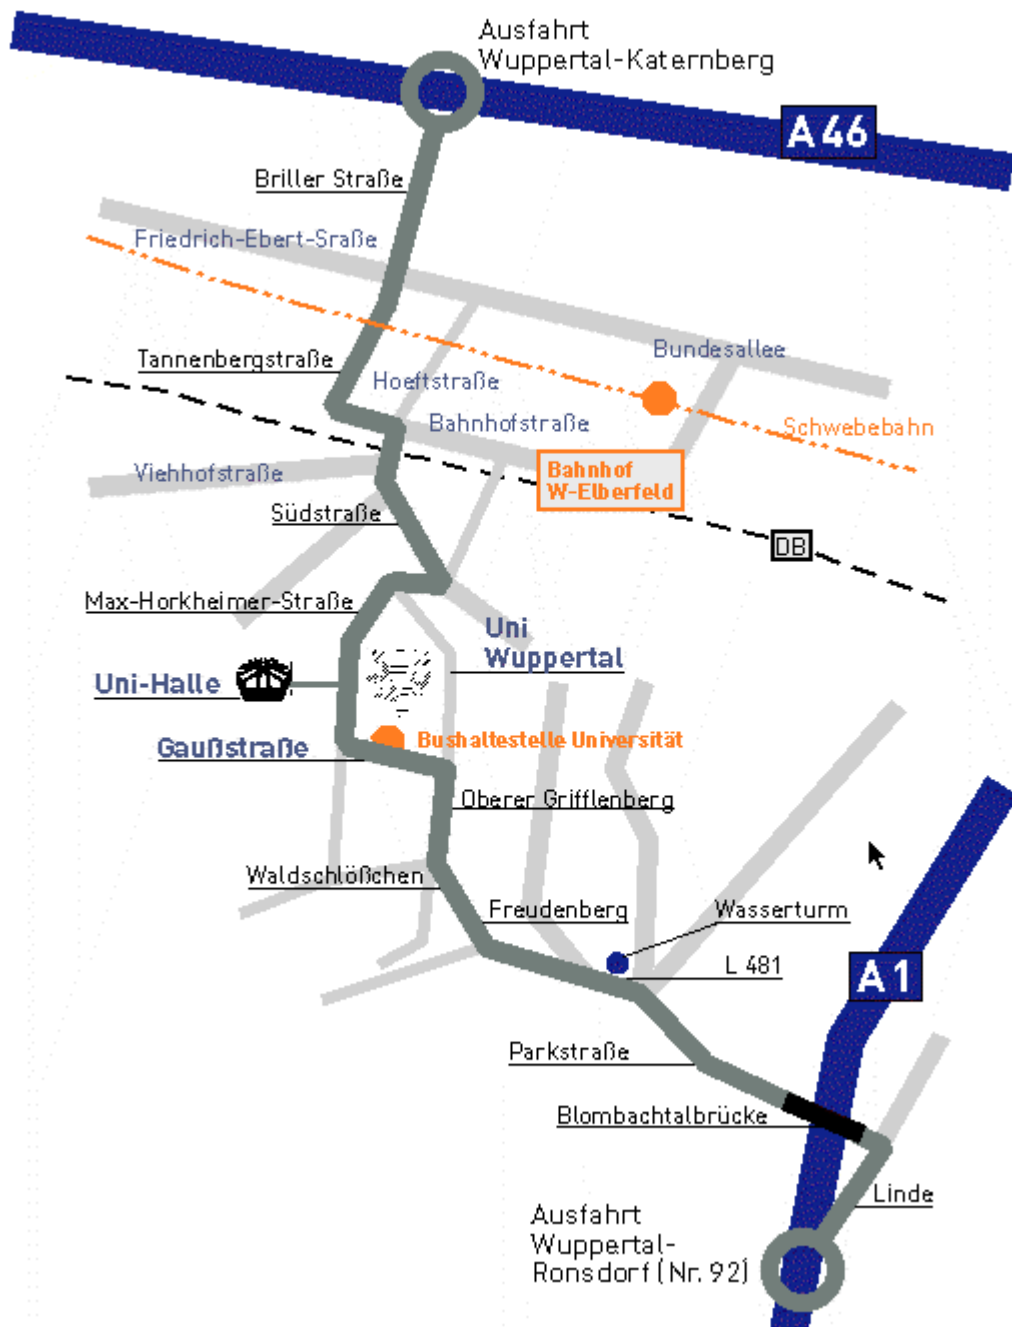 Ausfahrt
Wuppertal-Katernberg
A 46
Briller Straße
Friedrich-Ebert-Sraße
Bundesallee
Tannenbergstraße
Hoeftstraße
Bahnhofstraße
Schwebebahn
Viehhofstraße
Bahnhof
W-Elberfeld
Südstraße
DB
Max-Horkheimer-Straße
Uni
Wuppertal
Uni-Halle
Gaußstraße
Bushaltestelle Universität
Oberer Grifflenberg
Waldschlößchen
Freudenberg
Wasserturm
L 481
A 1
Parkstraße
Blombachtalbrücke
Linde
Ausfahrt
Wuppertal-
Ronsdorf (Nr. 92)